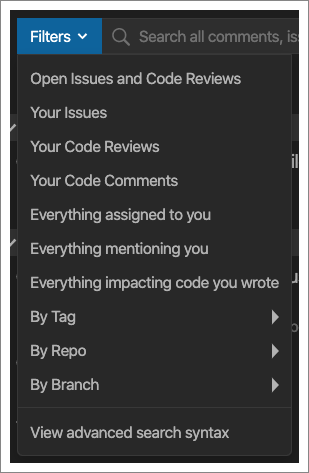 Filters
Search all comments, is
Open Issues and Code Reviews
Your Issues
Your Code Reviews
Your Code Comments
Everything assigned to you
Everything mentioning you
Everything impacting code you wrote
By Tag
By Repo
By Branch
View advanced search syntax